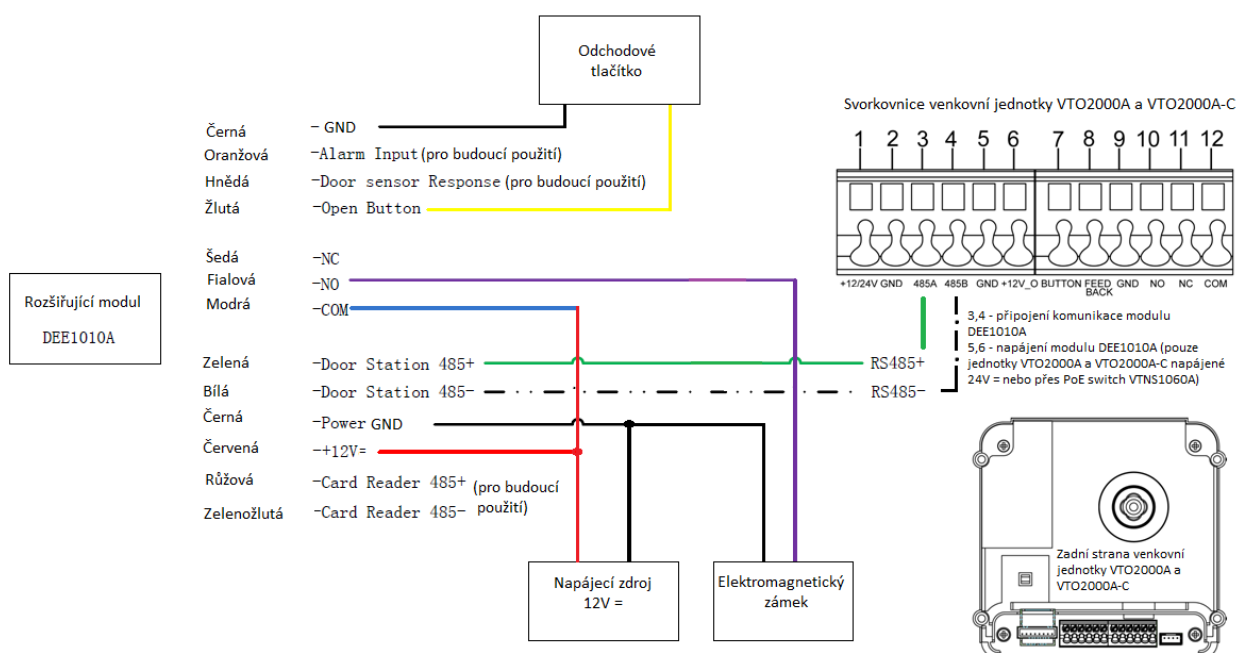 Odchodové
tlačítko
Svorkovnice venkovní jednotky VTO2000A a VTO2000A-C
1 2 3 4 5 6 7 8 9 10 11 12
+12/24V GND 485A 485B GND +12V_O BUTTON FEED BACK GND NO NC COM
Černá - GND
Oranžová -Alarm Input (pro budoucí použití)
Hnědá -Door sensor Response (pro budoucí použití)
Žlutá -Open Button
Šedá -NC
Fialová -NO
Modrá -COM
Rozšiřující modul
DEE1010A
3,4 - připojení komunikace modulu
DEE1010A
5,6 - napájení modulu DEE1010A (pouze
jednotky VTO2000A a VTO2000A-C napájené
24V = nebo přes PoE switch VTNS1060A)
Zelená -Door Station 485+ RS485+
Bílá -Door Station 485- RS485-
Černá -Power GND
Červená -+12V=
Růžová -Card Reader 485+ (pro budoucí
Zelenožlutá -Card Reader 485- použití)
Napájecí zdroj
12V =
Elektromagnetický
zámek
Zadní strana venkovní
jednotky VTO2000A a
VTO2000A-C